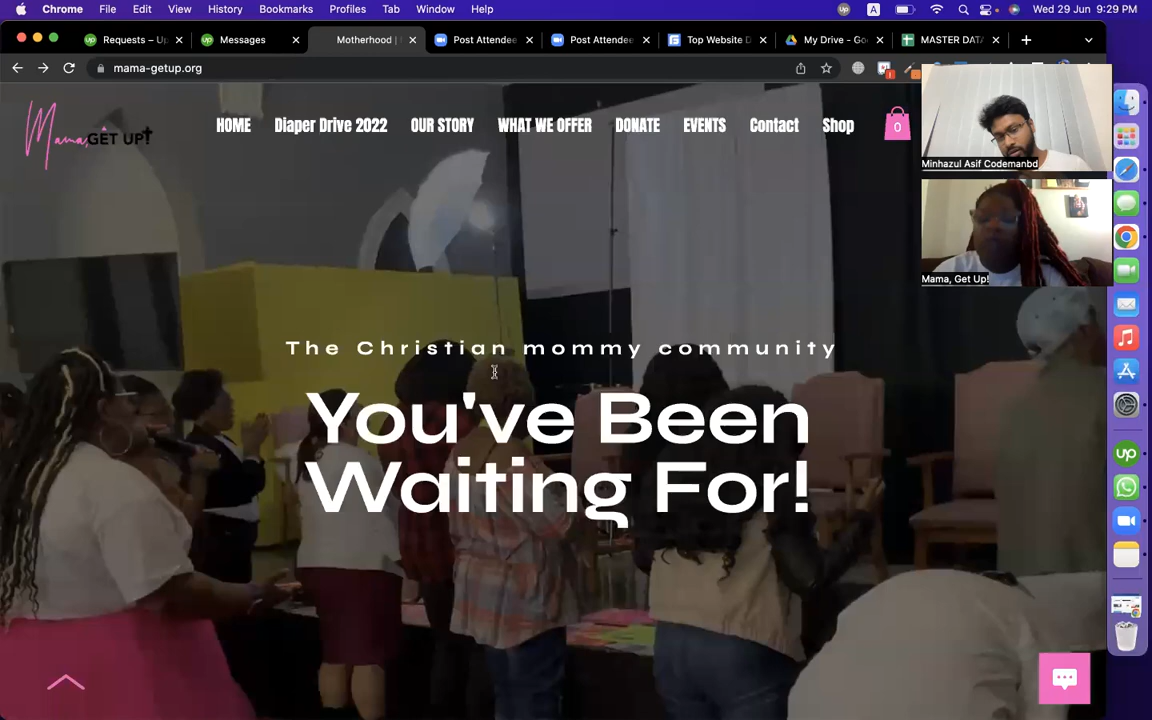 Chrome File Edit View History Bookmarks Profiles Tab Window Help
A
Wed 29 Jun 9:29 PM
up Requests – U
up Messages
Motherhood |
Post Attendee
Post Attendee
Top Website D
My Drive - Go
MASTER DATA
mama-getup.org
Mama, GET UP!
HOME
Diaper Drive 2022
OUR STORY
WHAT WE OFFER
DONATE
EVENTS
Contact
Shop
0
Minhazul Asif Codemanbd
Mama, Get Up!
The Christian mommy community
You've Been
Waiting For!
up